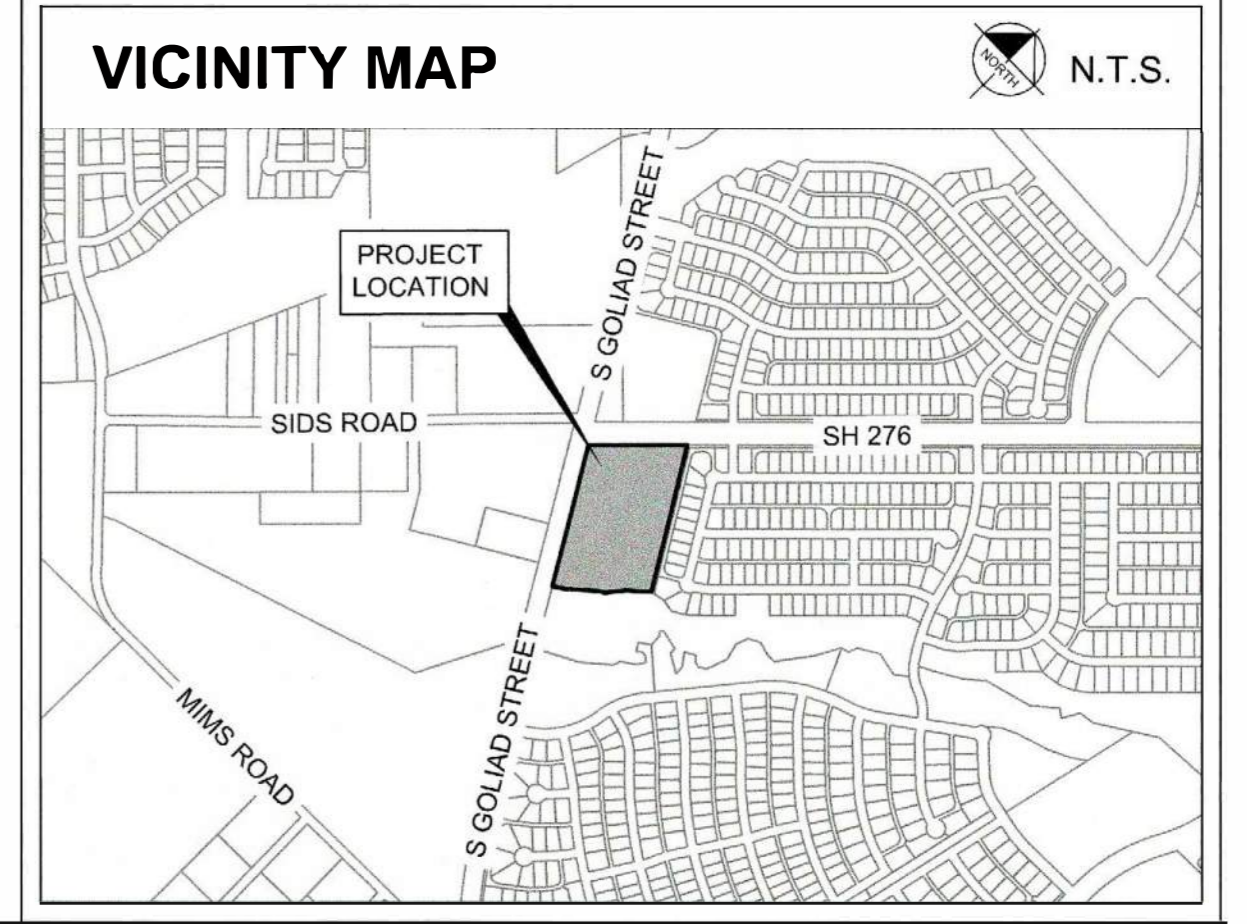 VICINITY MAP
NORTH
N.T.S.
S GOLIAD STREET
PROJECT
LOCATION
SIDS ROAD
SH 276
S GOLIAD STREET
MIMS ROAD